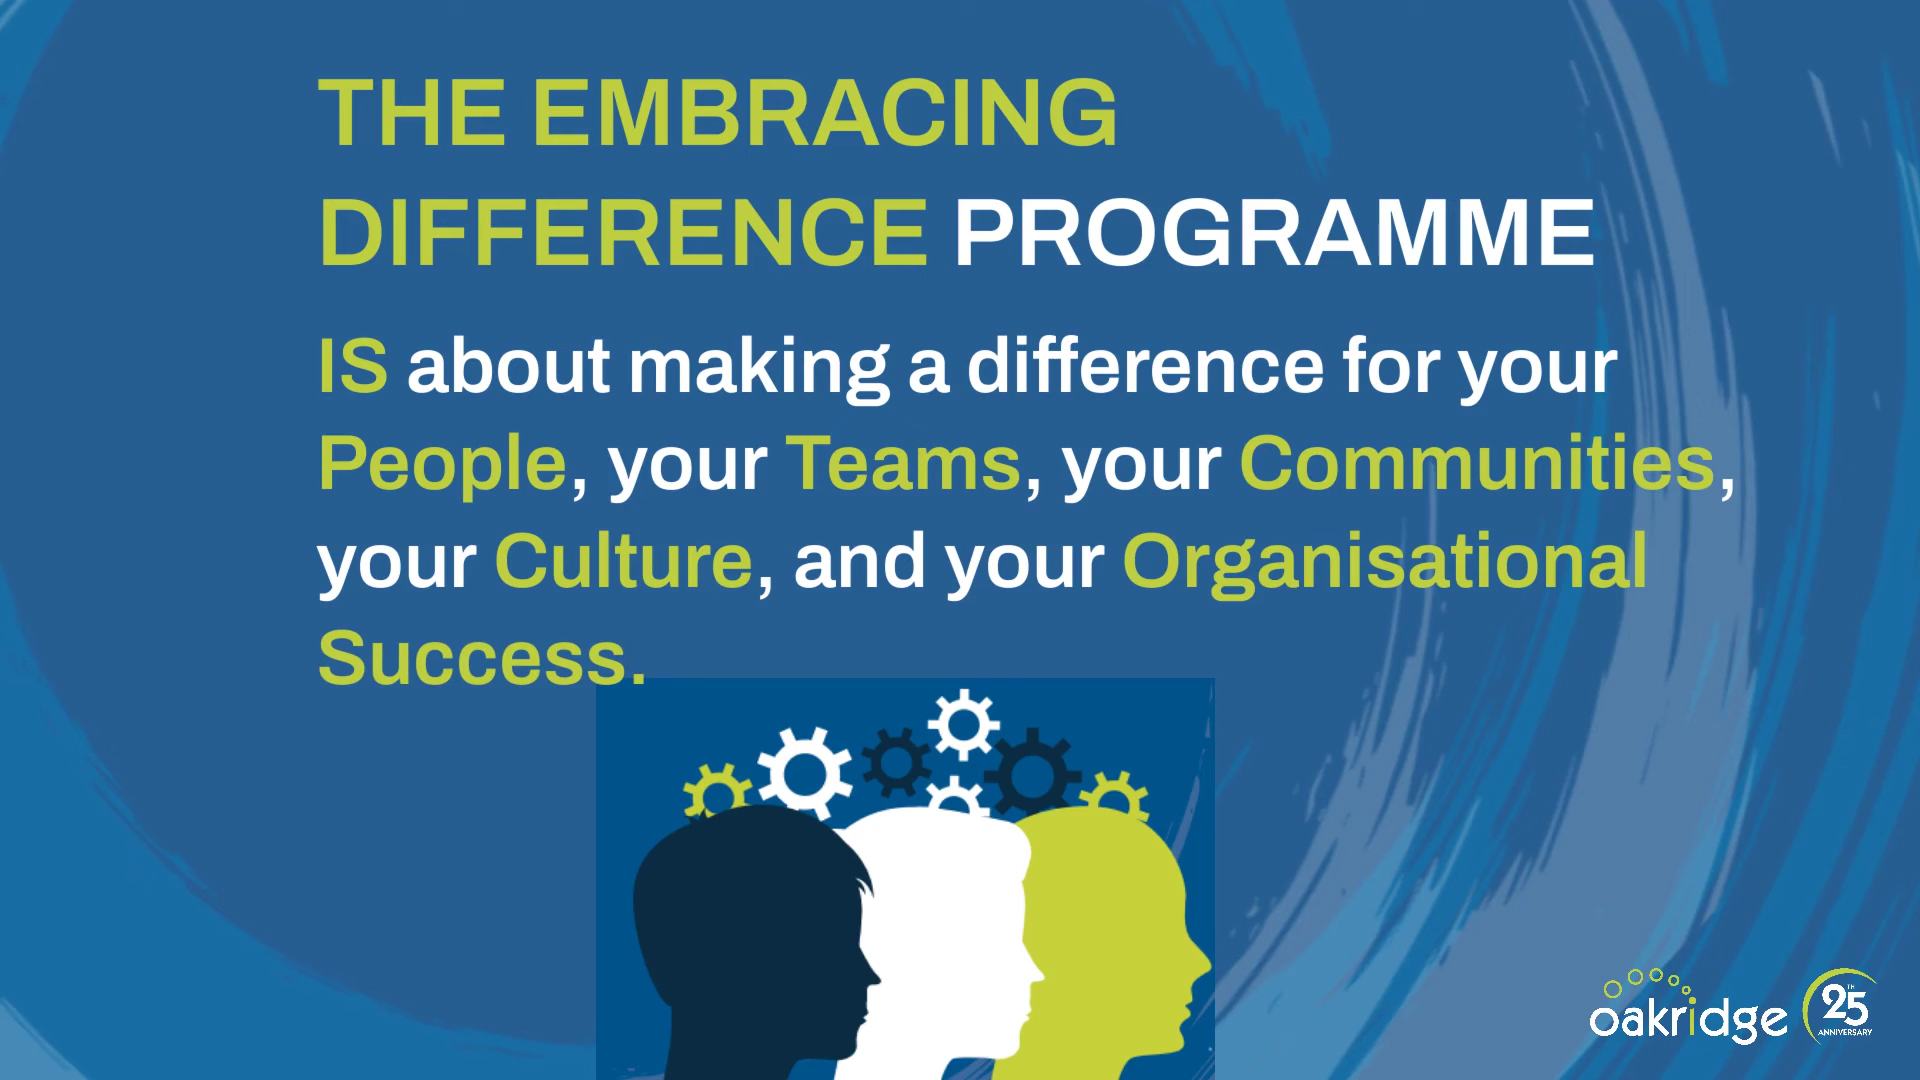 THE EMBRACING
DIFFERENCE PROGRAMME
IS about making a difference for your
People, your Teams, your Communities,
your Culture, and your Organisational
Success.
oakridge
25TH
ANNIVERSARY